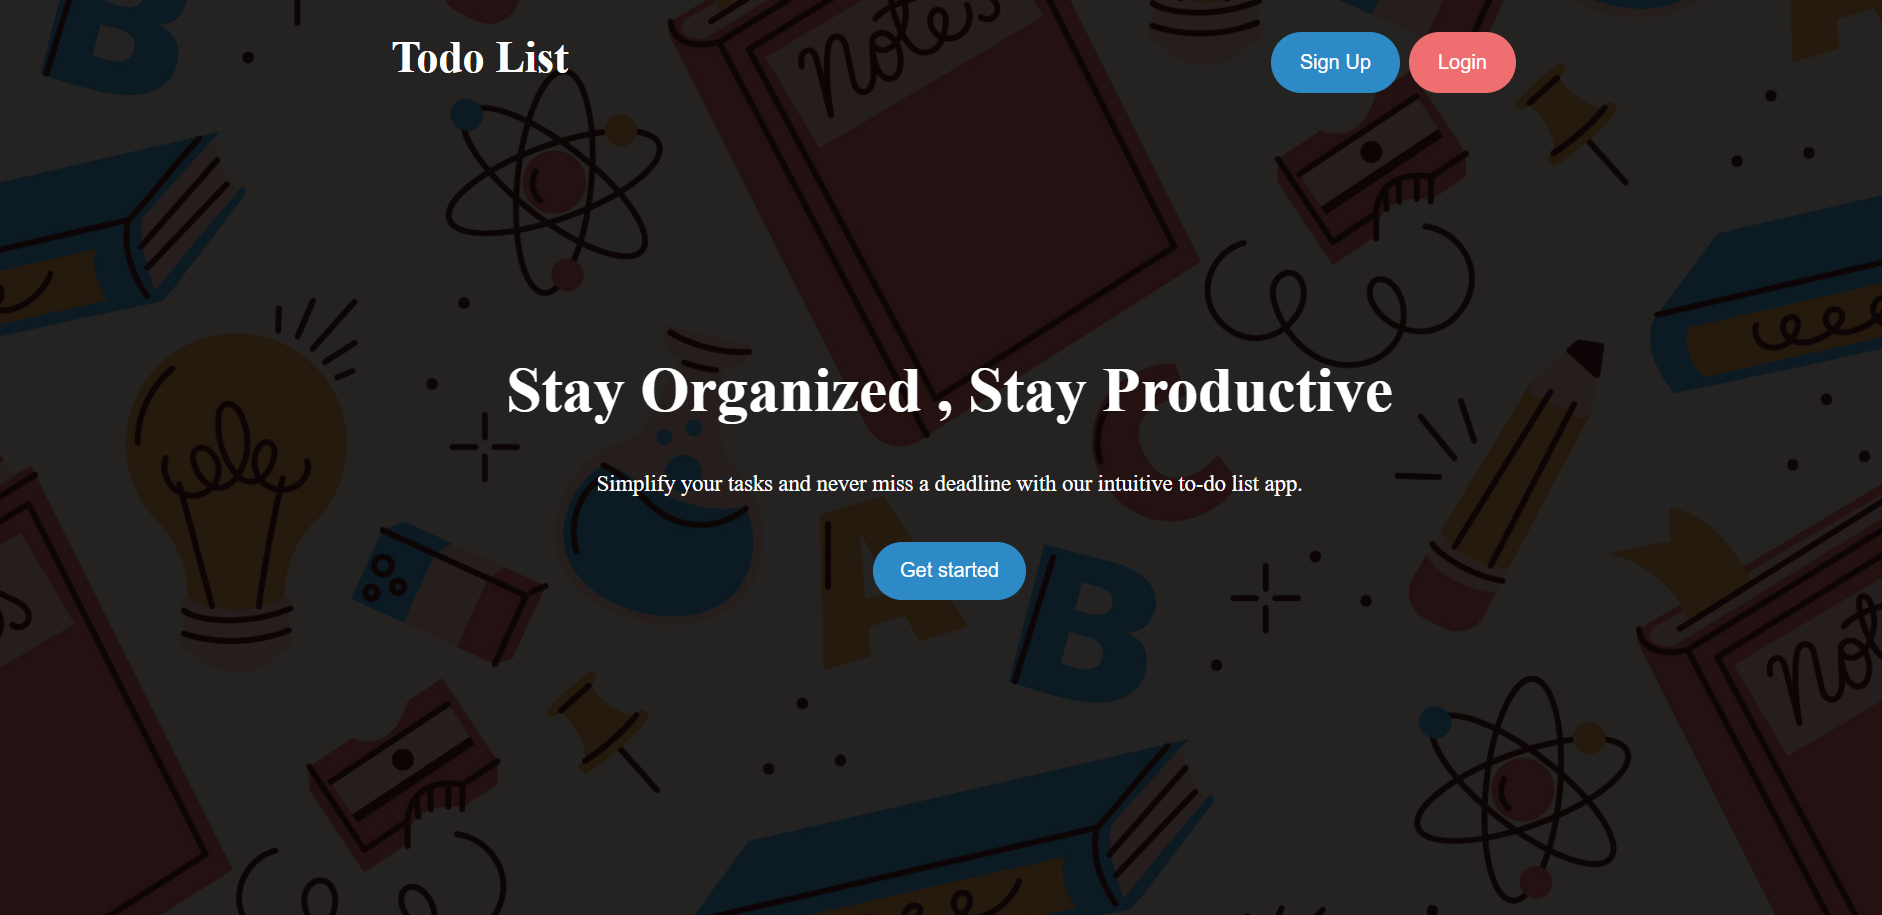 Todo List
Sign Up
Login
Notes
Stay Organized , Stay Productive
Simplify your tasks and never miss a deadline with our intuitive to-do list app.
Get started
B
C
A
B